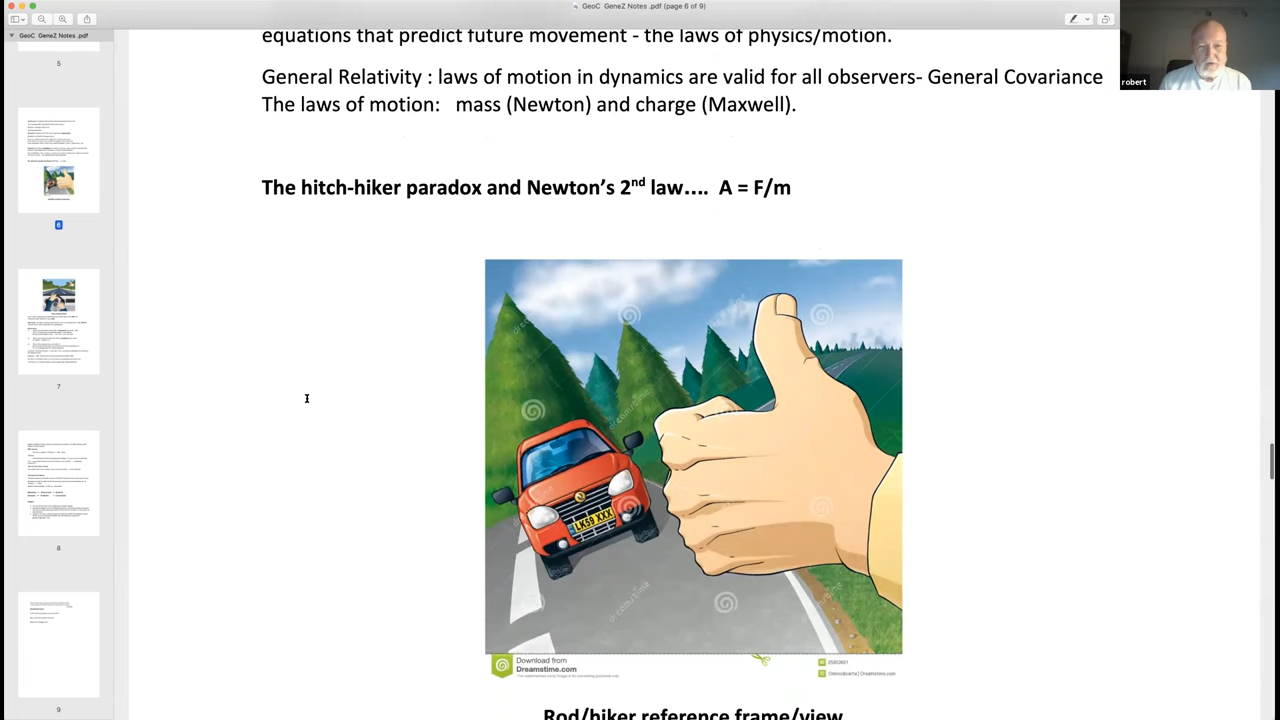 GeoC GeneZ Notes .pdf (page 6 of 9)
GeoC GeneZ Notes .pdf
robert
5
6
7
8
9
equations that predict future movement - the laws of physics/motion.
General Relativity : laws of motion in dynamics are valid for all observers- General Covariance
The laws of motion: mass (Newton) and charge (Maxwell).
The hitch-hiker paradox and Newton's 2nd law.... A = F/m
dreamstime
LK59 XXX
dreamstime
Download from
Dreamstime.com
Rod/hiker reference frame/view